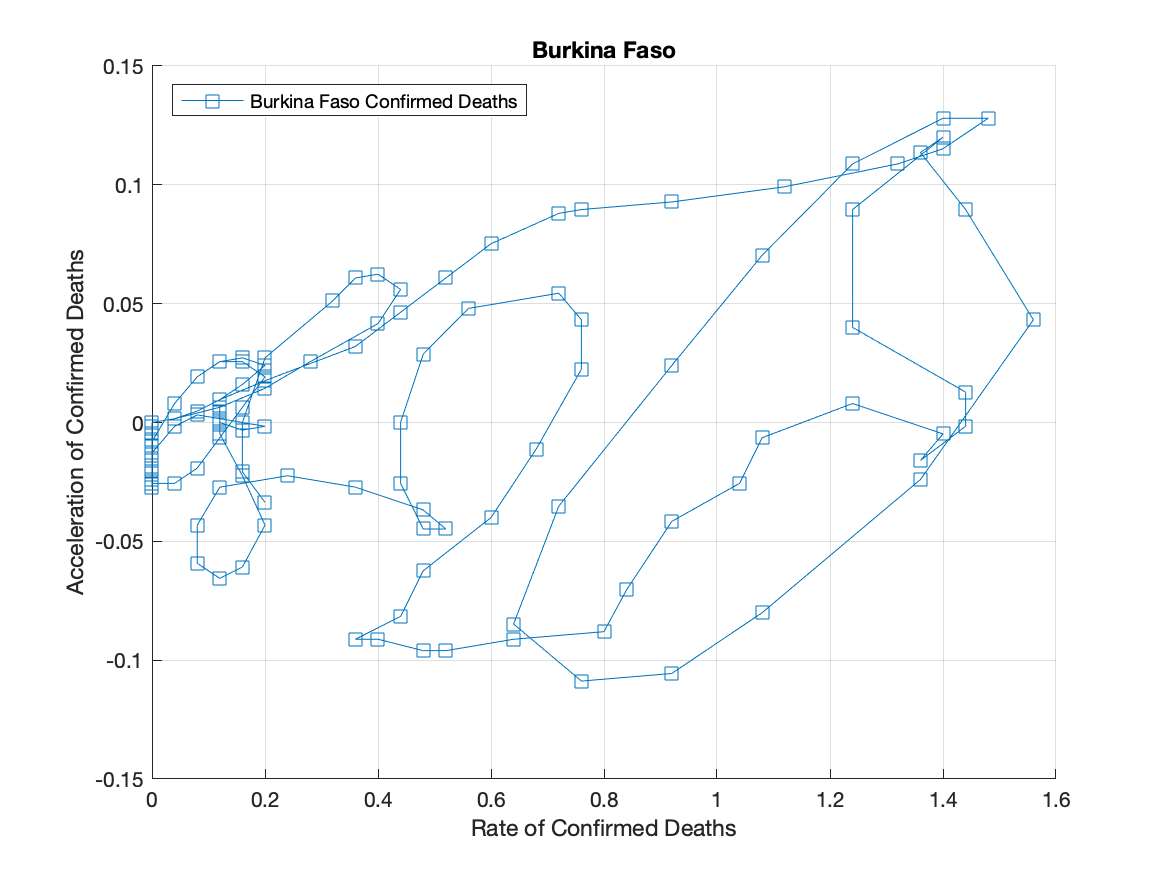 Burkina Faso
0.15
Burkina Faso Confirmed Deaths
0.1
0.05
0
-0.05
-0.1
-0.15
Acceleration of Confirmed Deaths
0 0.2 0.4 0.6 0.8 1 1.2 1.4 1.6
Rate of Confirmed Deaths